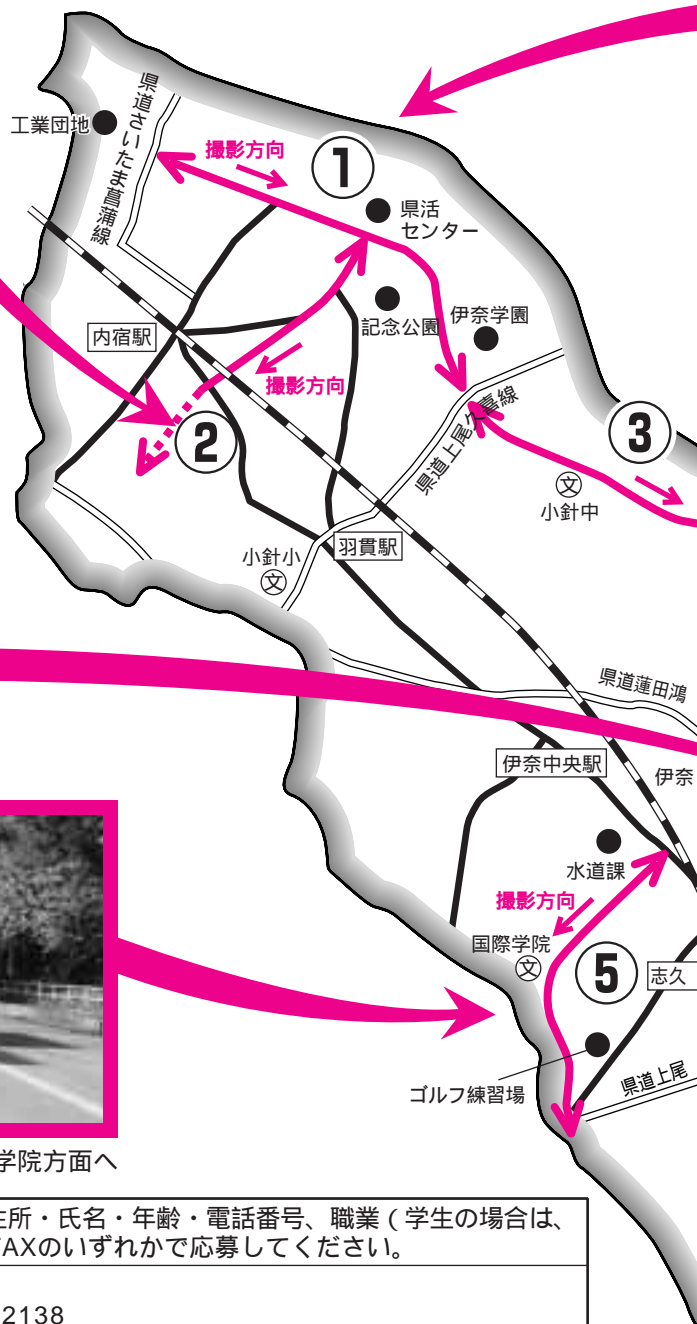 工業団地
県道さいたま菖蒲線
撮影方向
①
県活
センター
記念公園
伊奈学園
内宿駅
撮影方向
②
県道上尾久喜線
③
文
小針中
小針小
文
羽貫駅
県道蓮田鴻
伊奈中央駅
伊奈
水道課
撮影方向
国際学院
文
⑤
志久
ゴルフ練習場
県道上尾
学院方面へ
住所・氏名・年齢・電話番号、職業（学生の場合は、
AXのいずれかで応募してください。
2138